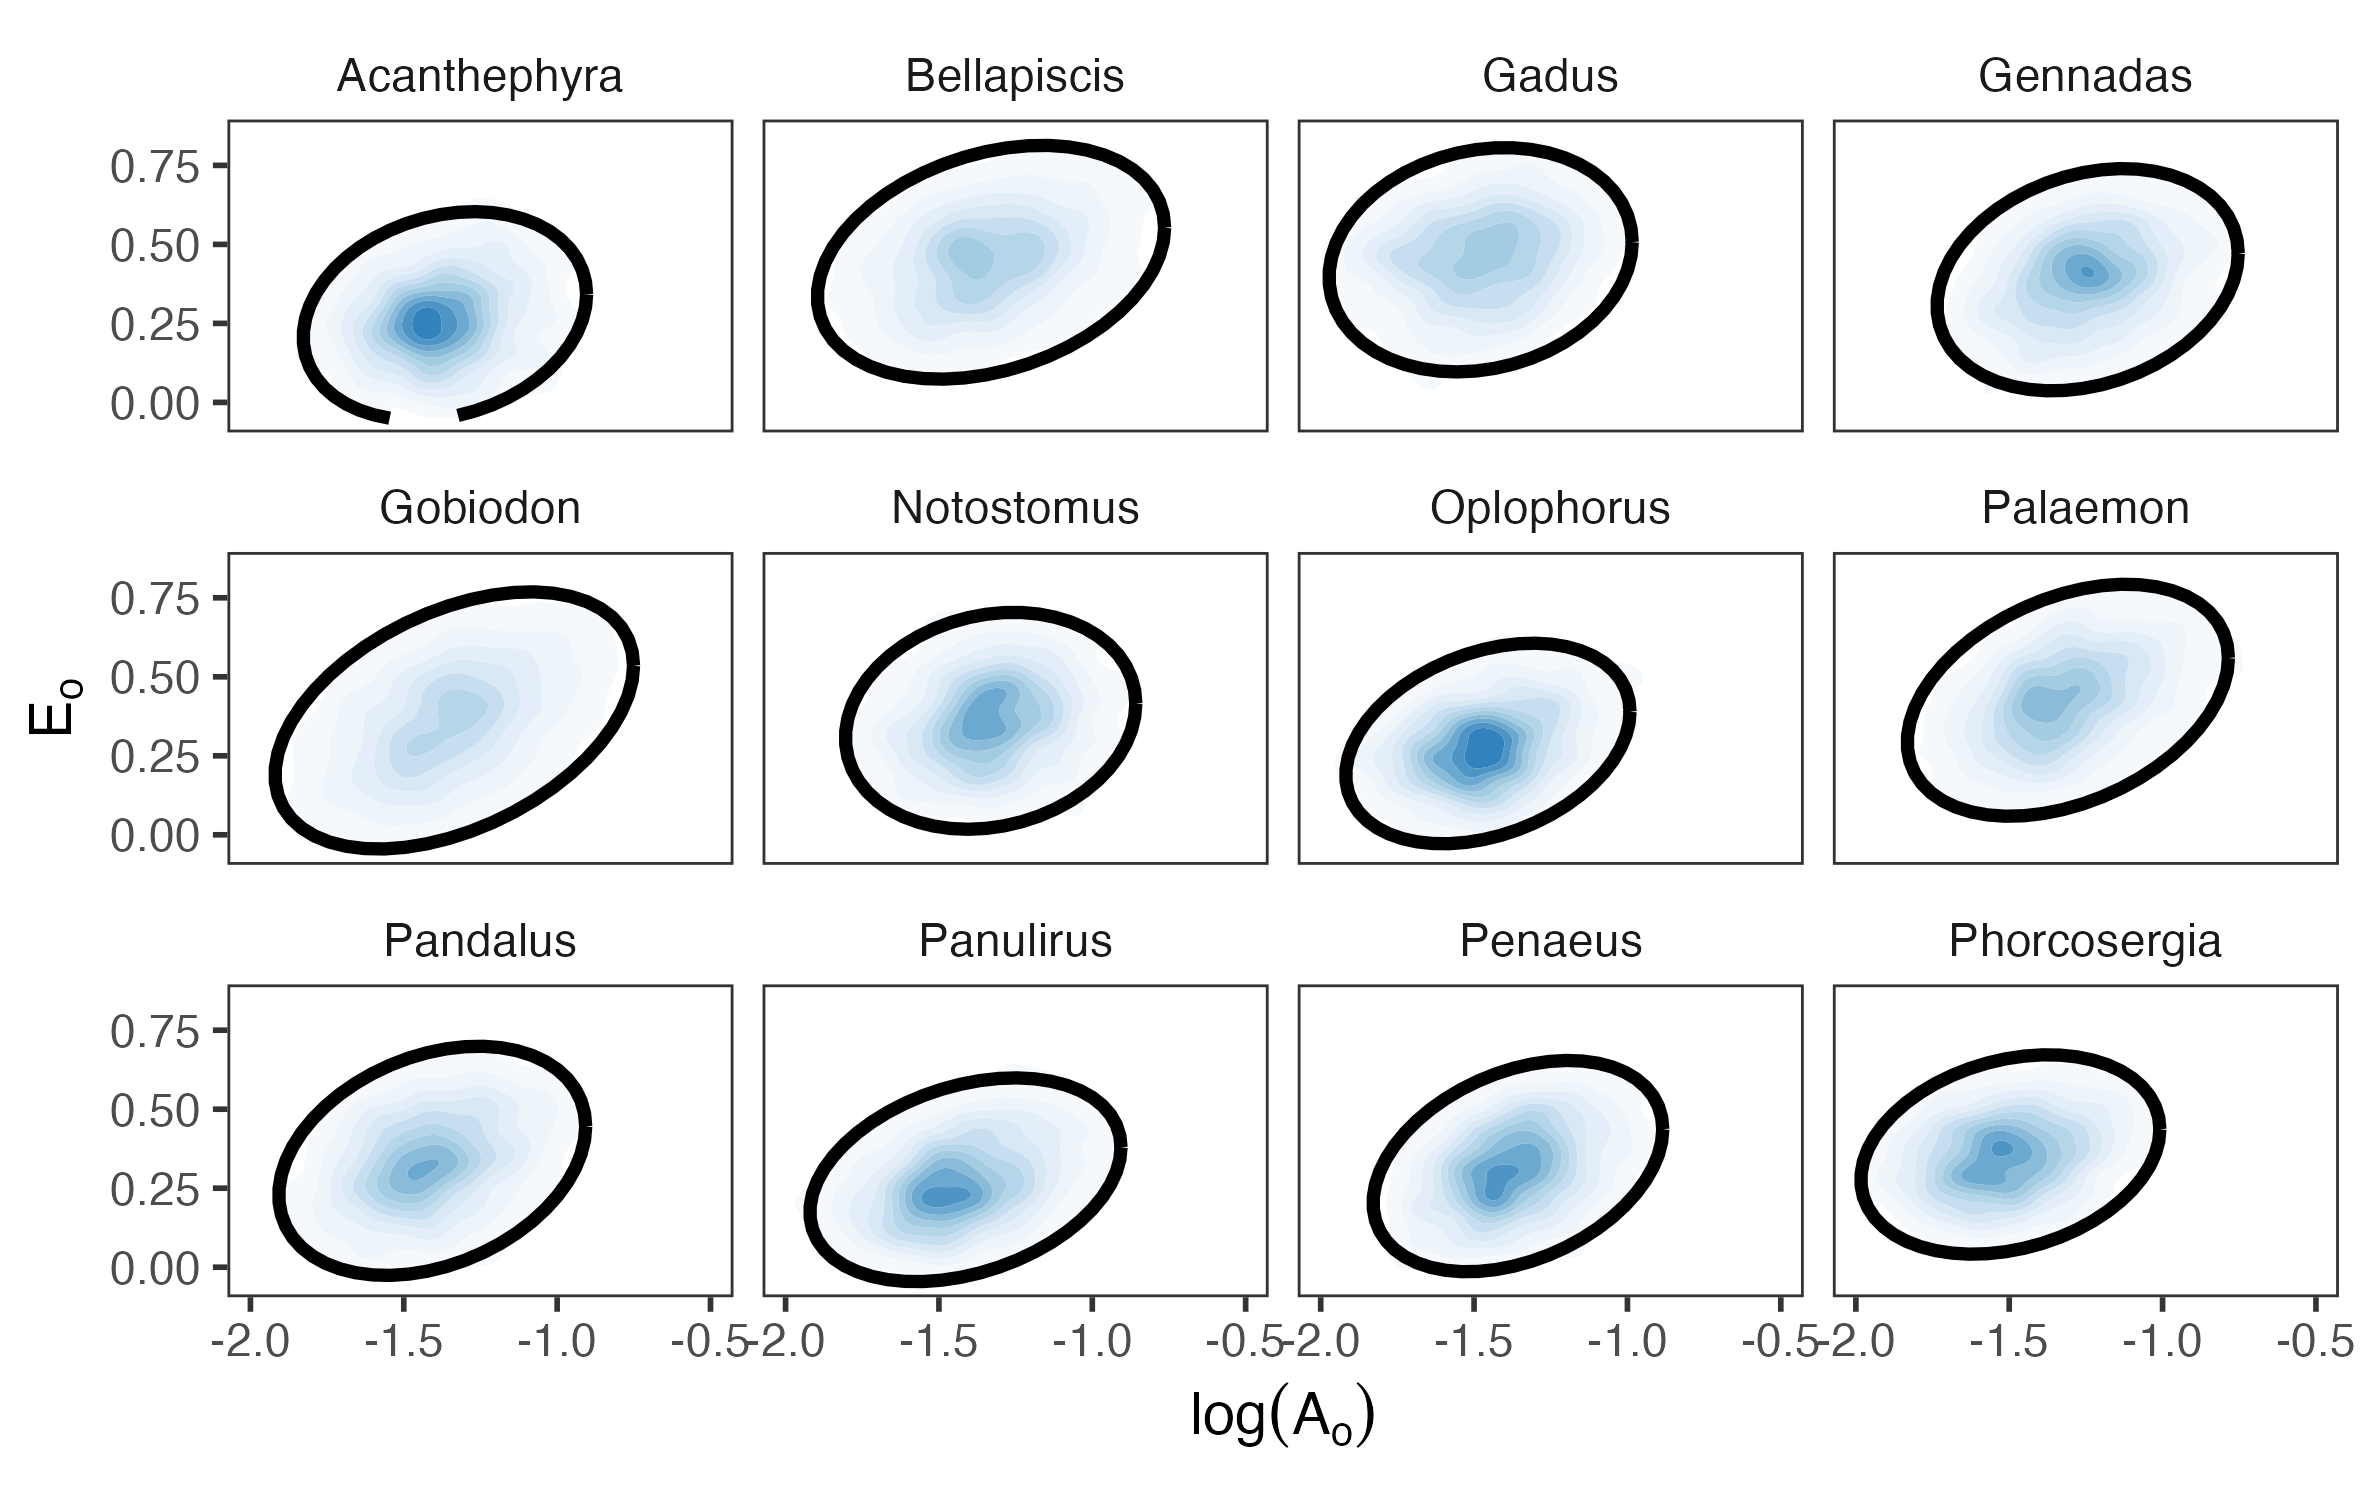 Acanthephyra Bellapiscis Gadus Gennadas
0.75
0.50
0.25
0.00
Gobiodon Notostomus Oplophorus Palaemon
0.75
0.50
0.25
0.00
Eo
Pandalus Panulirus Penaeus Phorcosergia
0.75
0.50
0.25
0.00
-2.0 -1.5 -1.0 -0.5 -2.0 -1.5 -1.0 -0.5 -2.0 -1.5 -1.0 -0.5 -2.0 -1.5 -1.0 -0.5
log(Ao)